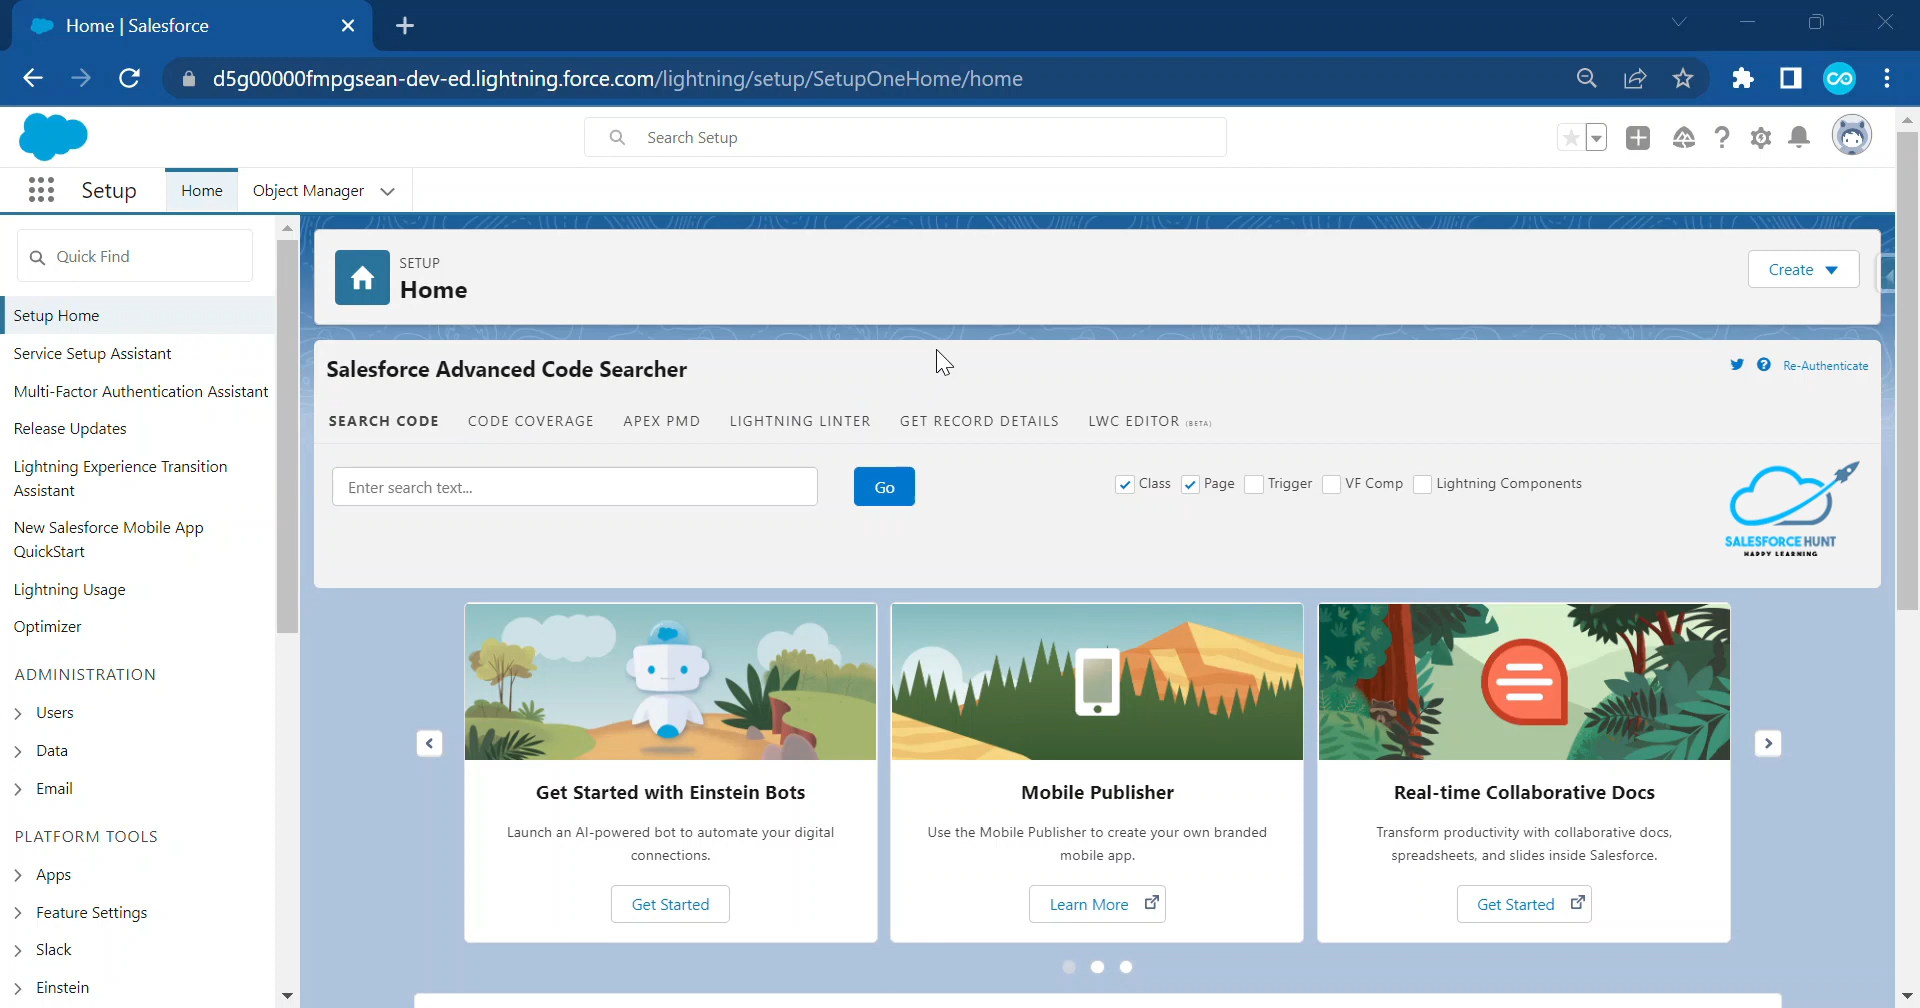 Home | Salesforce
d5g00000fmpgsean-dev-ed.lightning.force.com/lightning/setup/SetupOneHome/home
Search Setup
Setup
Home
Object Manager
Quick Find
Setup Home
Service Setup Assistant
Multi-Factor Authentication Assistant
Release Updates
Lightning Experience Transition
Assistant
New Salesforce Mobile App
QuickStart
Lightning Usage
Optimizer
ADMINISTRATION
Users
Data
Email
PLATFORM TOOLS
Apps
Feature Settings
Slack
Einstein
SETUP
Home
Create
Salesforce Advanced Code Searcher
Re-Authenticate
SEARCH CODE
CODE COVERAGE
APEX PMD
LIGHTNING LINTER
GET RECORD DETAILS
LWC EDITOR (BETA)
Enter search text...
Go
Class
Page
Trigger
VF Comp
Lightning Components
SALESFORCE HUNT
HAPPY LEARNING
Get Started with Einstein Bots
Launch an AI-powered bot to automate your digital
connections.
Get Started
Mobile Publisher
Use the Mobile Publisher to create your own branded
mobile app.
Learn More
Real-time Collaborative Docs
Transform productivity with collaborative docs,
spreadsheets, and slides inside Salesforce.
Get Started